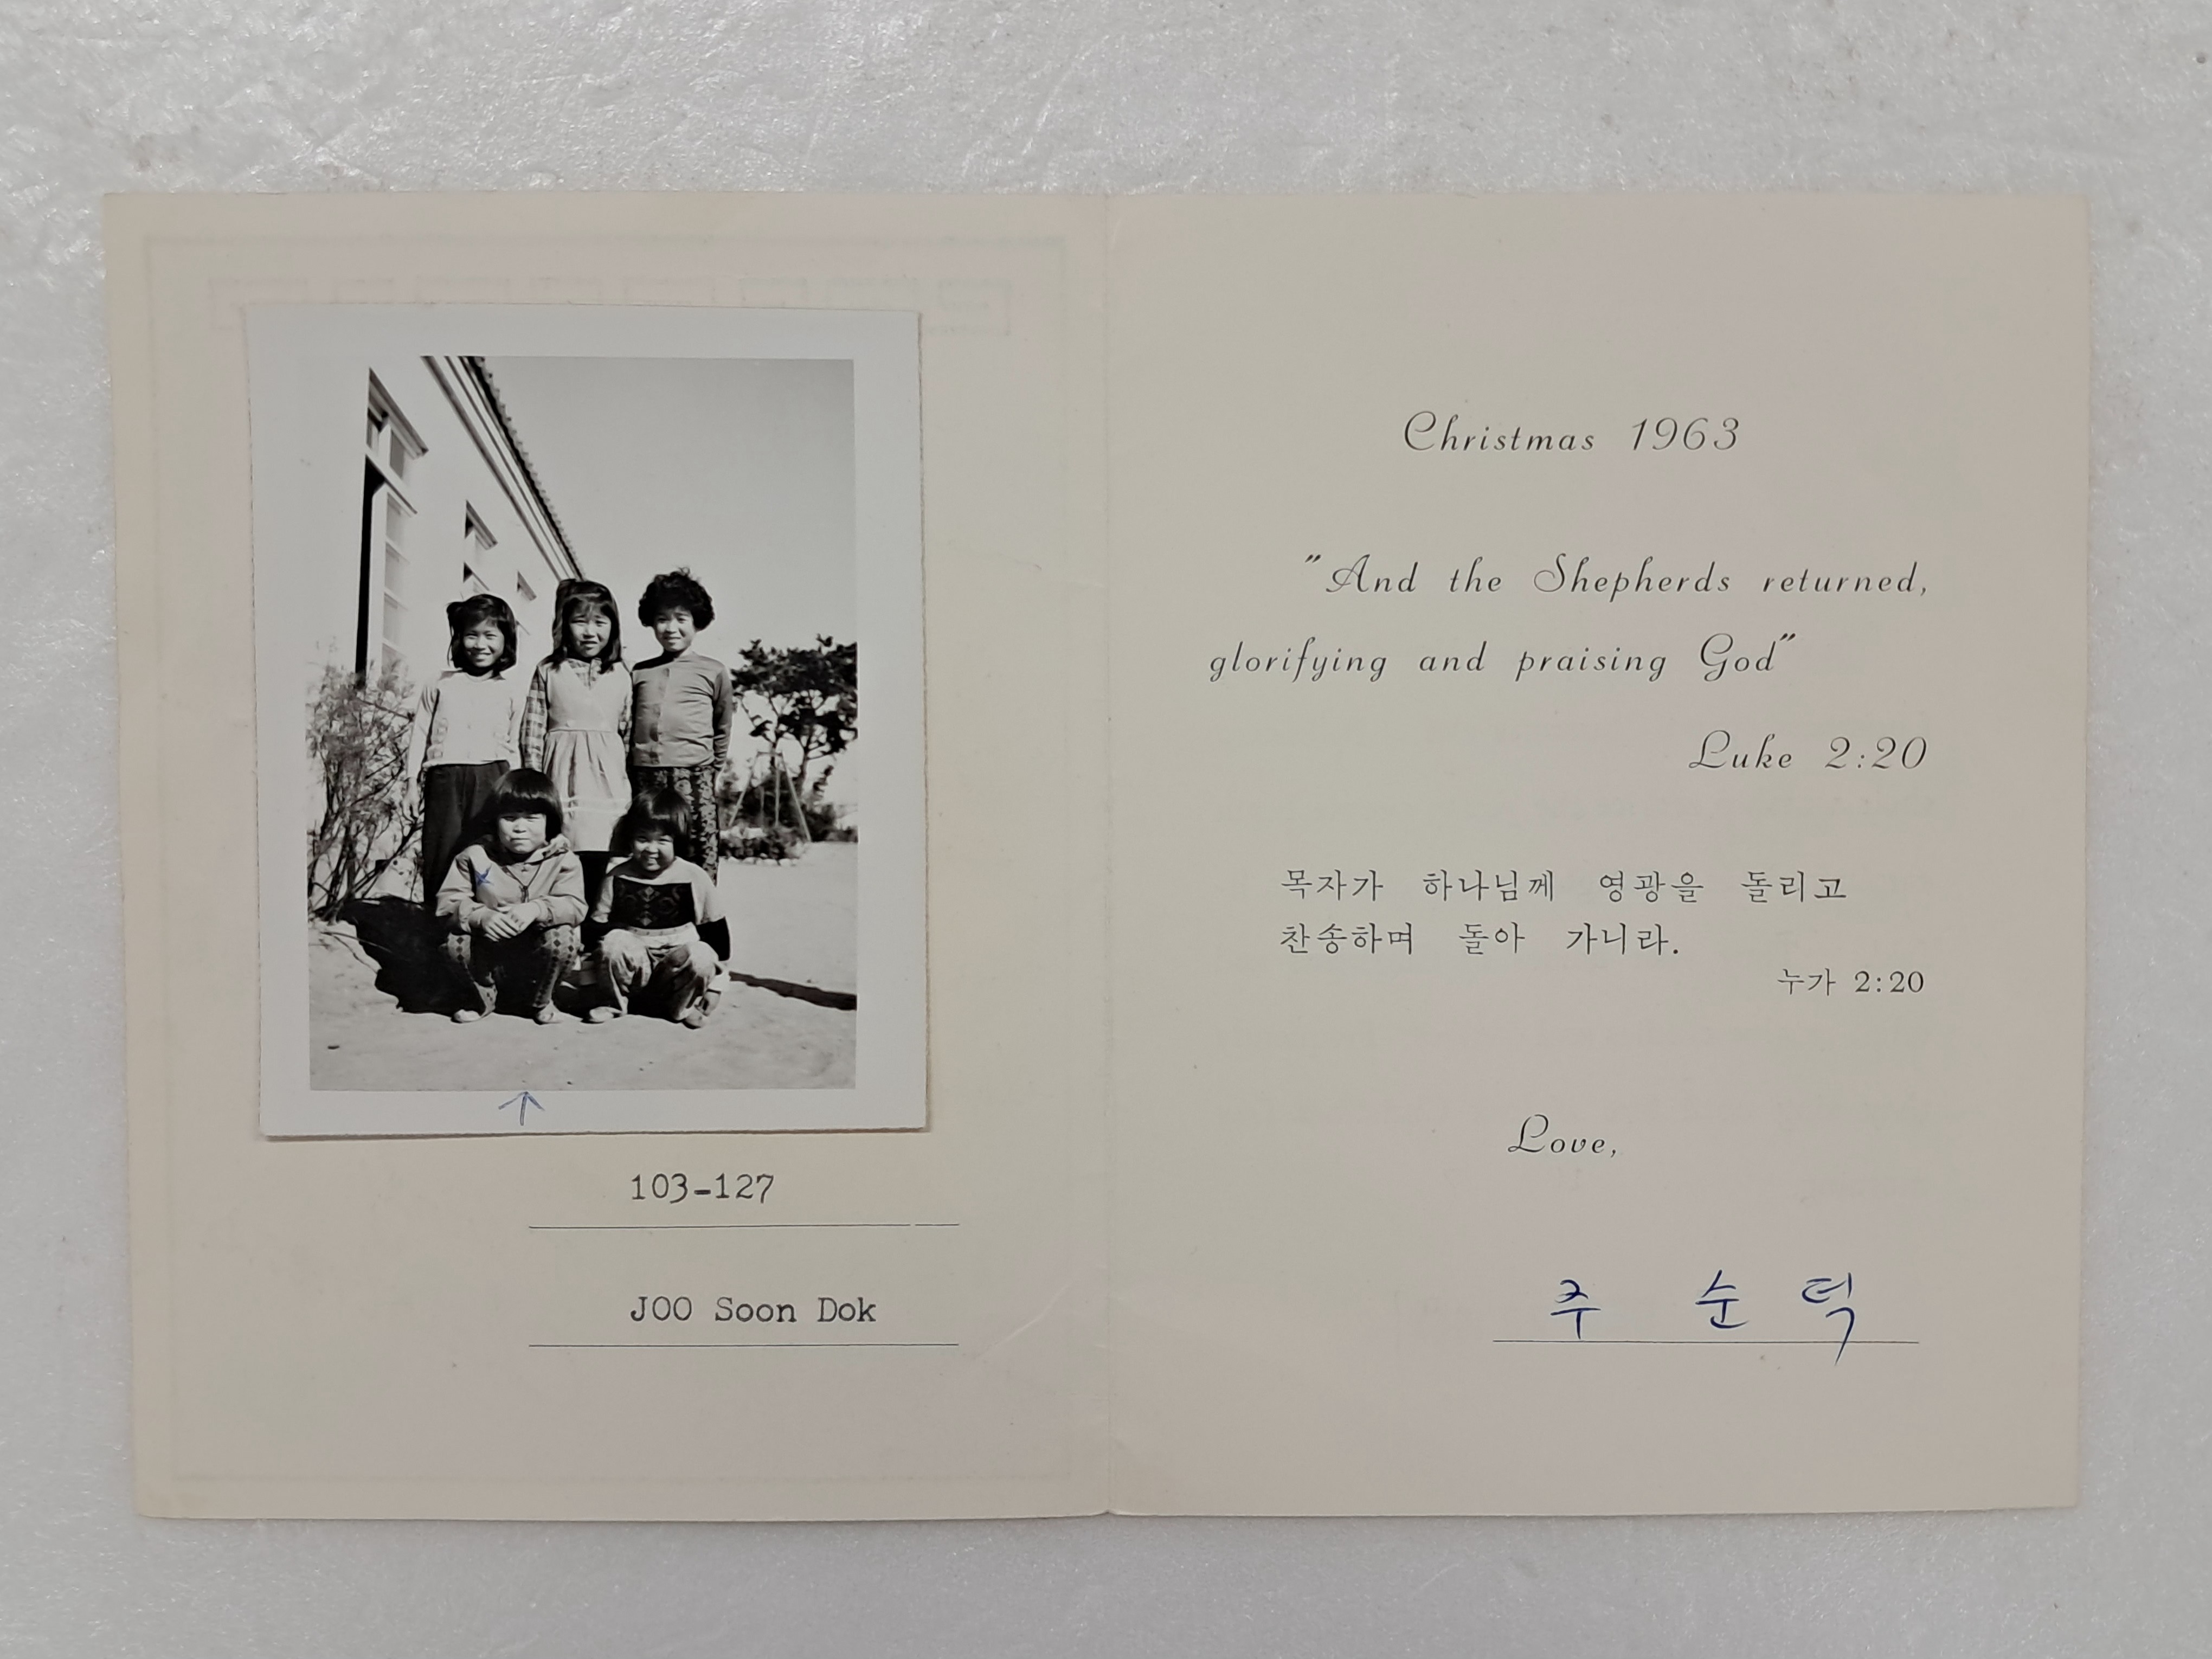 103-127
JOO Soon Dok
Christmas 1963
"And the Shepherds returned,
glorifying and praising God"
Luke 2:20
목자가 하나님께 영광을 돌리고
찬송하며 돌아 가니라.
누가 2:20
Love,
주 순덕